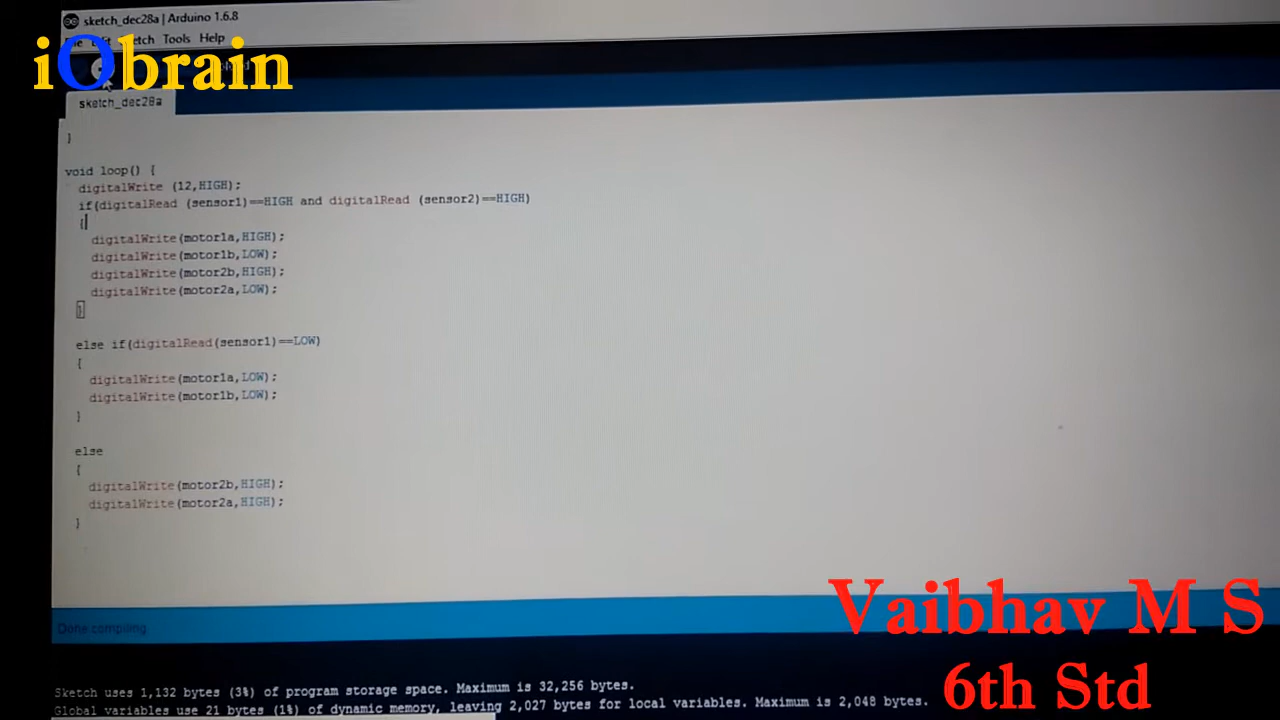 sketch_dec28a | Arduino 1.6.8
Tools Help
iObrain
sketch_dec28a
}
void loop() {
digitalWrite (12,HIGH);
if(digitalRead (sensor1)==HIGH and digitalRead (sensor2)==HIGH)
{
digitalWrite(motor1a,HIGH);
digitalWrite(motor1b,LOW);
digitalWrite(motor2b,HIGH);
digitalWrite(motor2a,LOW);
}
else if(digitalRead(sensor1)==LOW)
{
digitalWrite(motor1a,LOW);
digitalWrite(motor1b,LOW);
}
else
{
digitalWrite(motor2b,HIGH);
digitalWrite(motor2a,HIGH);
}
Done compiling
Vaibhav M S
6th Std
Sketch uses 1,132 bytes (3%) of program storage space. Maximum is 32,256 bytes.
Global variables use 21 bytes (1%) of dynamic memory, leaving 2,027 bytes for local variables. Maximum is 2,048 bytes.